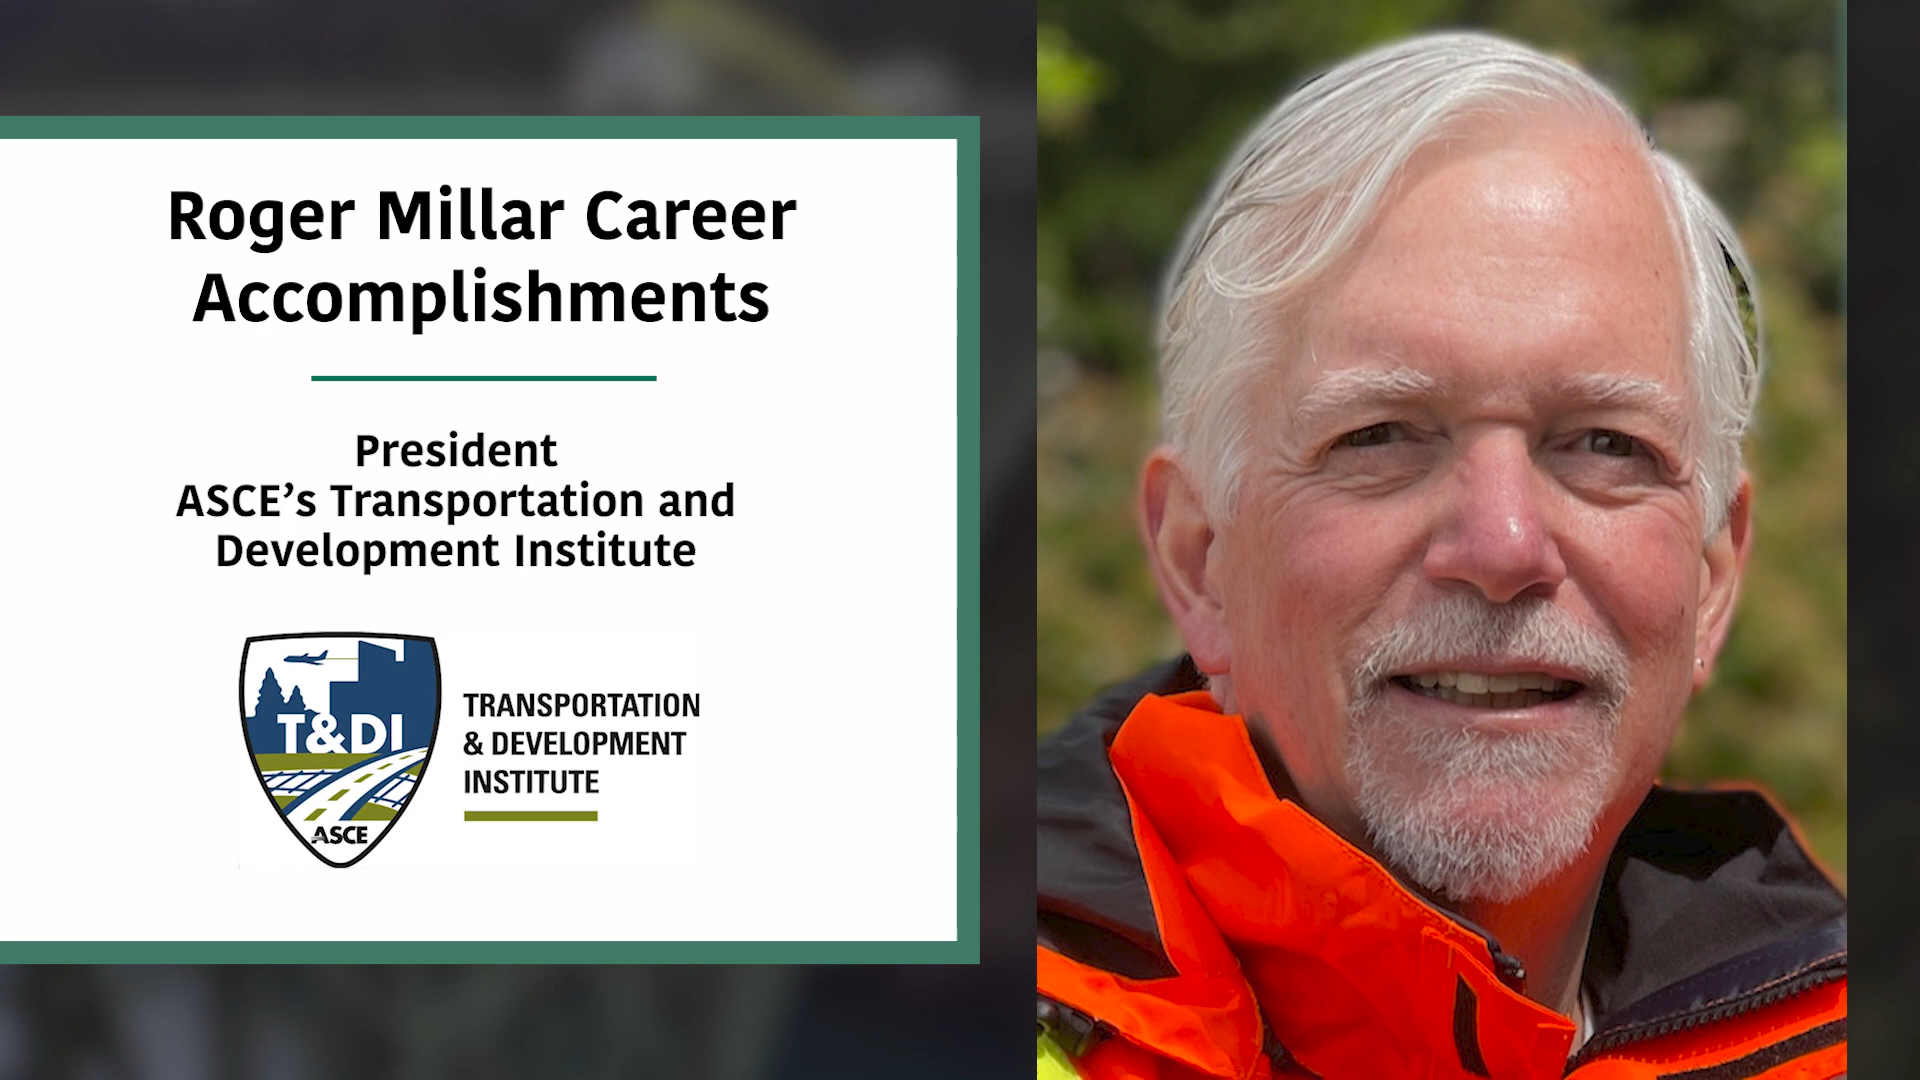 Roger Millar Career
Accomplishments
President
ASCE’s Transportation and
Development Institute
T&DI
ASCE
TRANSPORTATION
& DEVELOPMENT
INSTITUTE